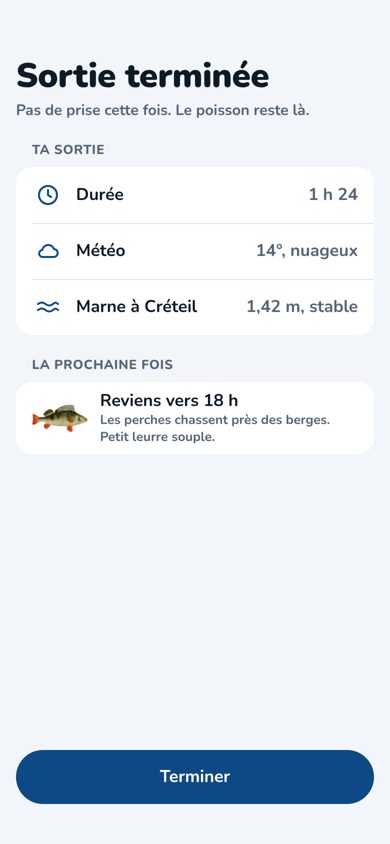 Sortie terminée
Pas de prise cette fois. Le poisson reste là.
TA SORTIE
Durée 1 h 24
Météo 14°, nuageux
Marne à Créteil 1,42 m, stable
LA PROCHAINE FOIS
Reviens vers 18 h
Les perches chassent près des berges.
Petit leurre souple.
Terminer